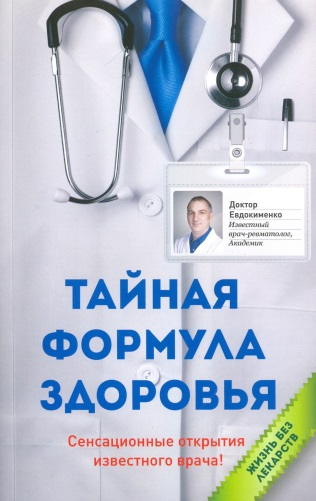 Доктор
Евдокименко
Известный
врач-ревматолог,
Академик
ТАЙНАЯ
ФОРМУЛА
ЗДОРОВЬЯ
Сенсационные открытия
известного врача!
ЖИЗНЬ БЕЗ
ЛЕКАРСТВ